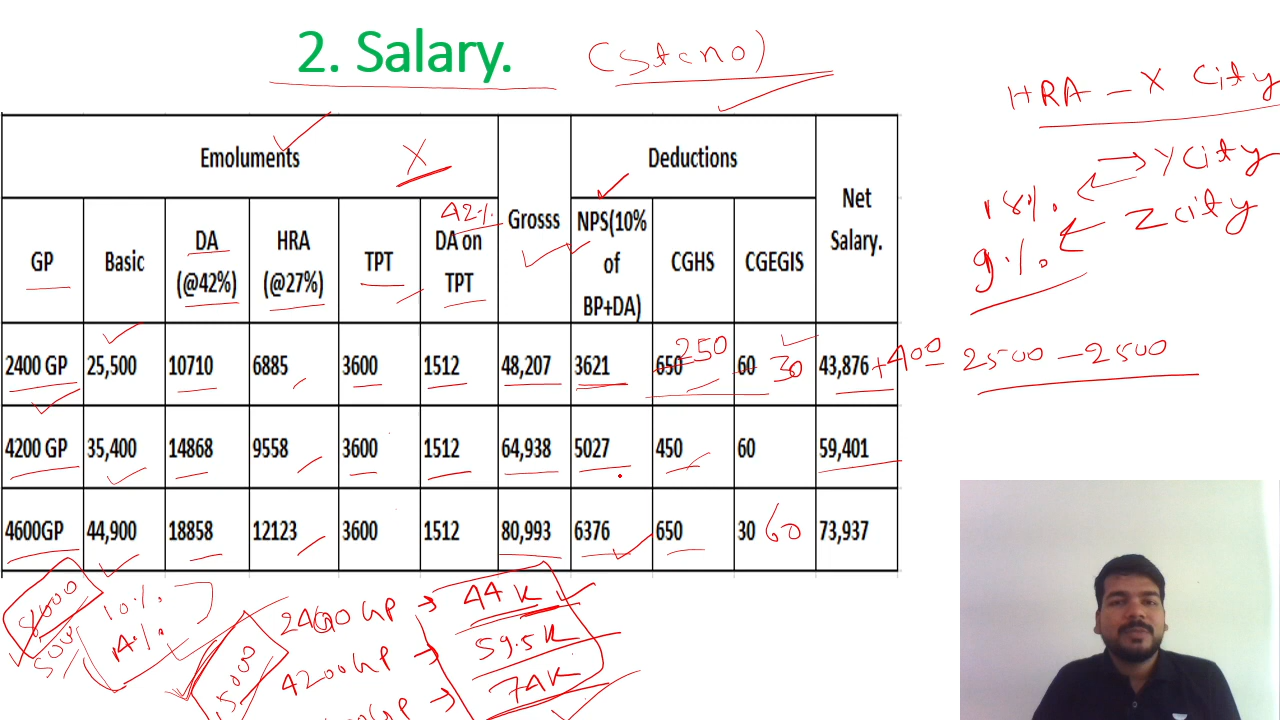 2. Salary. (Steno)
HRA - X City
Y City
18%.
Z City
9%.
Emoluments X Deductions
GP Basic DA (@42%) HRA (@27%) TPT 42% DA on TPT Grosss NPS(10% of BP+DA) CGHS CGEGIS Net Salary.
2400 GP 25,500 10710 6885 3600 1512 48,207 3621 650 250 60 30 43,876 +400 - 2500 - 2500
4200 GP 35,400 14868 9558 3600 1512 64,938 5027 450 60 59,401
4600GP 44,900 18858 12123 3600 1512 80,993 6376 650 30 60 73,937
10%.
14%.
2400 GP → 44K
4200 GP → 59.5K
GP → 74K